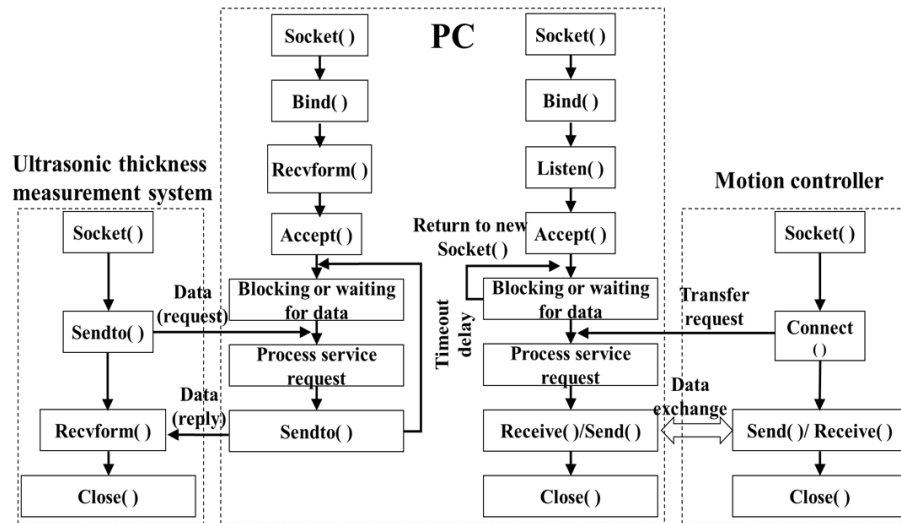 PC
Ultrasonic thickness
measurement system
Socket( )
Sendto( )
Recvform( )
Close( )
Data
(request)
Data
(reply)
Socket( )
Bind( )
Recvform( )
Accept( )
Blocking or waiting
for data
Process service
request
Sendto( )
Timeout
delay
Socket( )
Bind( )
Listen( )
Accept( )
Return to new
Socket( )
Blocking or waiting
for data
Process service
request
Receive( )/Send( )
Close( )
Transfer
request
Data
exchange
Motion controller
Socket( )
Connect
( )
Send( )/ Receive( )
Close( )